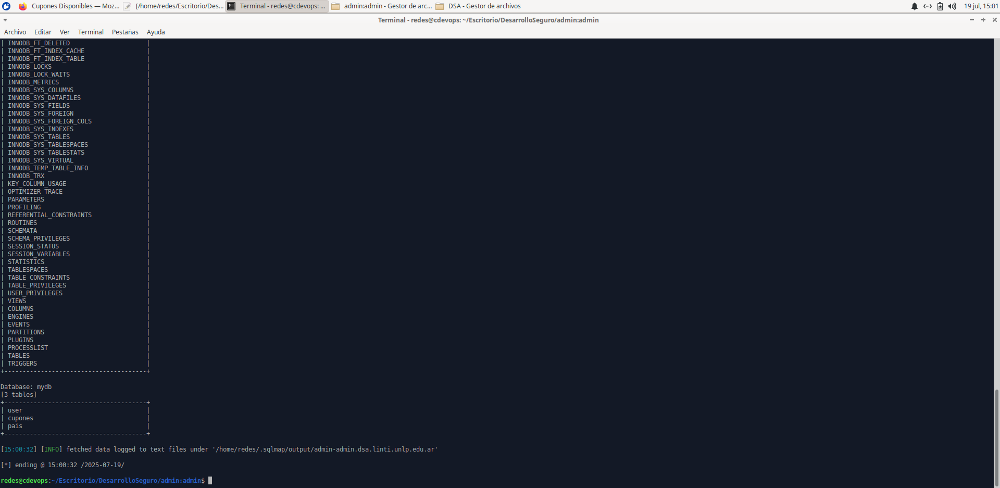 Cupones Disponibles — Moz... [/home/redes/Escritorio/Des... Terminal - redes@cdevops: ... admin:admin - Gestor de arc... DSA - Gestor de archivos 19 jul, 15:01
Terminal - redes@cdevops: ~/Escritorio/DesarrolloSeguro/admin:admin
Archivo Editar Ver Terminal Pestañas Ayuda
| INNODB_FT_DELETED |
| INNODB_FT_INDEX_CACHE |
| INNODB_FT_INDEX_TABLE |
| INNODB_LOCKS |
| INNODB_LOCK_WAITS |
| INNODB_METRICS |
| INNODB_SYS_COLUMNS |
| INNODB_SYS_DATAFILES |
| INNODB_SYS_FIELDS |
| INNODB_SYS_FOREIGN |
| INNODB_SYS_FOREIGN_COLS |
| INNODB_SYS_INDEXES |
| INNODB_SYS_TABLES |
| INNODB_SYS_TABLESPACES |
| INNODB_SYS_TABLESTATS |
| INNODB_SYS_VIRTUAL |
| INNODB_TEMP_TABLE_INFO |
| INNODB_TRX |
| KEY_COLUMN_USAGE |
| OPTIMIZER_TRACE |
| PARAMETERS |
| PROFILING |
| REFERENTIAL_CONSTRAINTS |
| ROUTINES |
| SCHEMATA |
| SCHEMA_PRIVILEGES |
| SESSION_STATUS |
| SESSION_VARIABLES |
| STATISTICS |
| TABLESPACES |
| TABLE_CONSTRAINTS |
| TABLE_PRIVILEGES |
| USER_PRIVILEGES |
| VIEWS |
| COLUMNS |
| ENGINES |
| EVENTS |
| PARTITIONS |
| PLUGINS |
| PROCESSLIST |
| TABLES |
| TRIGGERS |
+---------------------------------------+
Database: mydb
[3 tables]
+---------------------------------------+
| user |
| cupones |
| pais |
+---------------------------------------+
[15:00:32] [INFO] fetched data logged to text files under '/home/redes/.sqlmap/output/admin-admin.dsa.linti.unlp.edu.ar'
[*] ending @ 15:00:32 /2025-07-19/
redes@cdevops:~/Escritorio/DesarrolloSeguro/admin:admin$